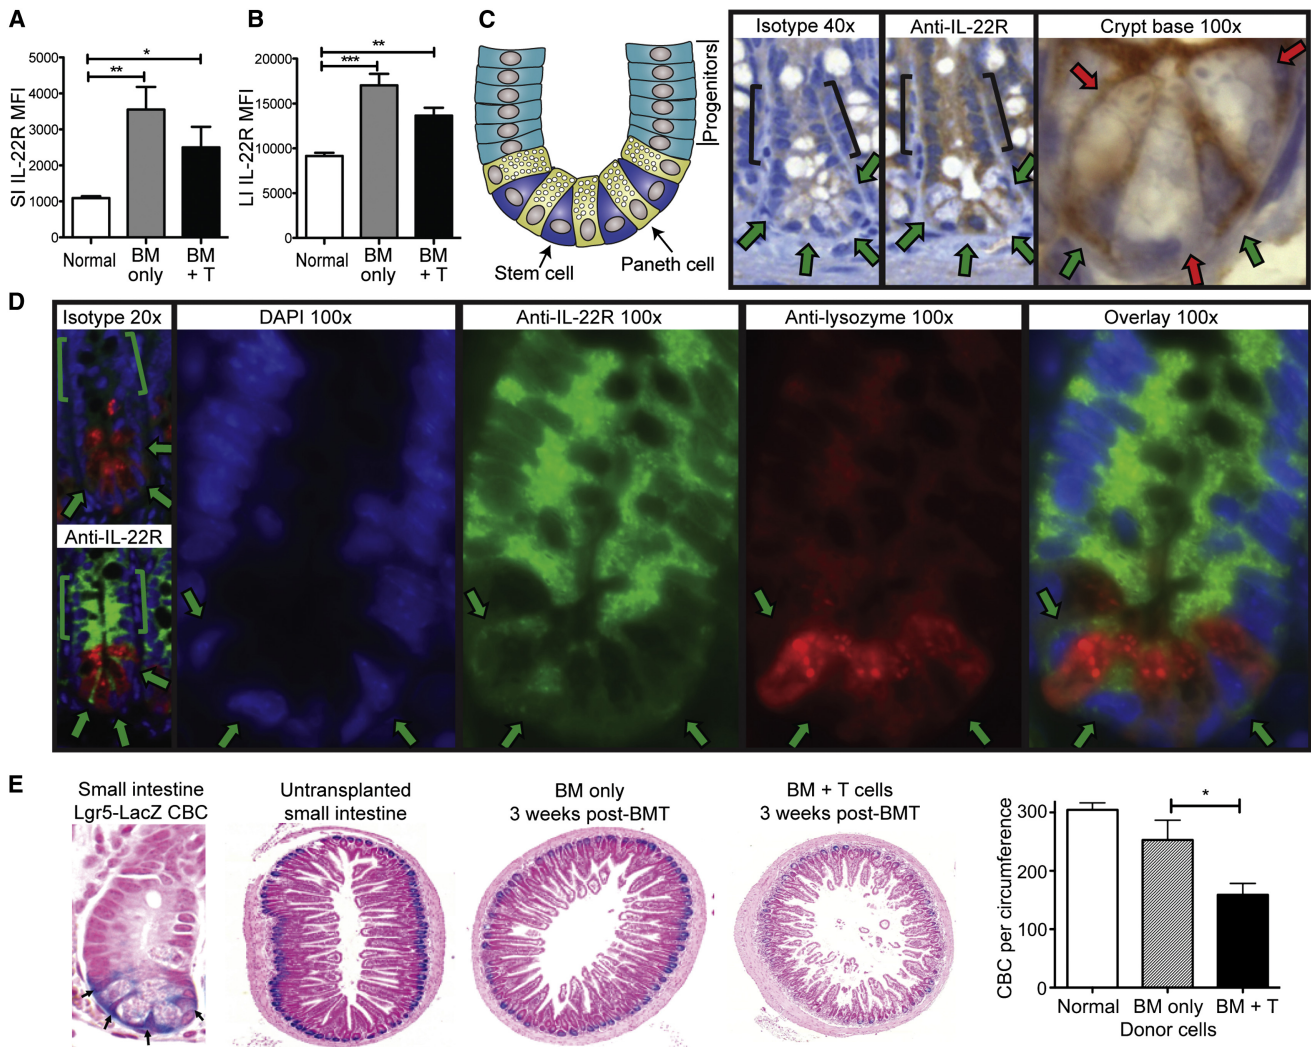 A
SI IL-22R MFI
5000
4000
3000
2000
1000
0
*
**
Normal
BM only
BM + T
B
LI IL-22R MFI
20000
15000
10000
5000
0
**
***
Normal
BM only
BM + T
C
Progenitors
Stem cell
Paneth cell
Isotype 40x
Anti-IL-22R
Crypt base 100x
D
Isotype 20x
Anti-IL-22R
DAPI 100x
Anti-IL-22R 100x
Anti-lysozyme 100x
Overlay 100x
E
Small intestine
Lgr5-LacZ CBC
Untransplanted
small intestine
BM only
3 weeks post-BMT
BM + T cells
3 weeks post-BMT
CBC per circumference
300
200
100
0
*
Normal
BM only
BM + T
Donor cells